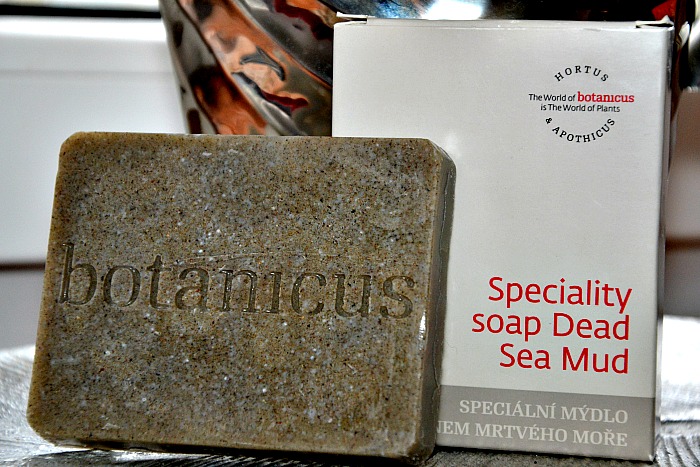 HORTUS
The World of botanicus
is The World of Plants
& APOTHICUS
botanicus
Speciality
soap Dead
Sea Mud
SPECIÁLNÍ MÝDLO
MRTVÉHO MOŘE